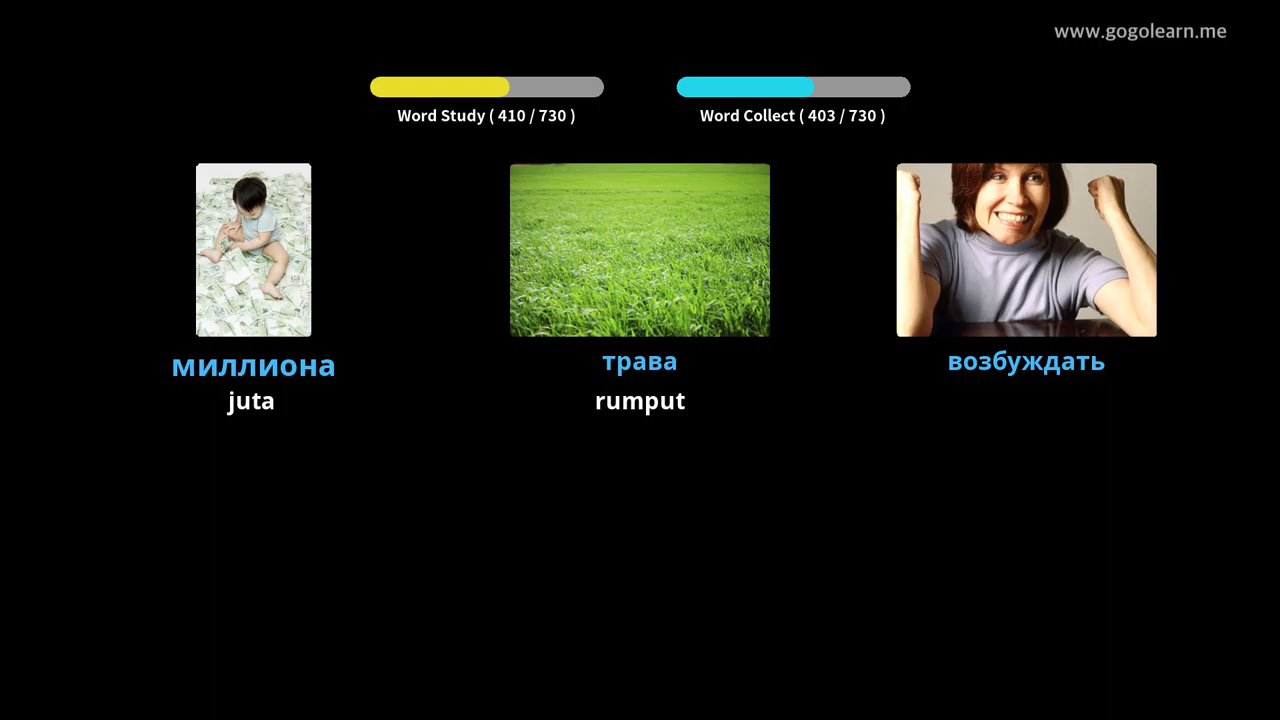 www.gogolearn.me
Word Study ( 410 / 730 )
Word Collect ( 403 / 730 )
миллиона
трава
возбуждать
juta
rumput